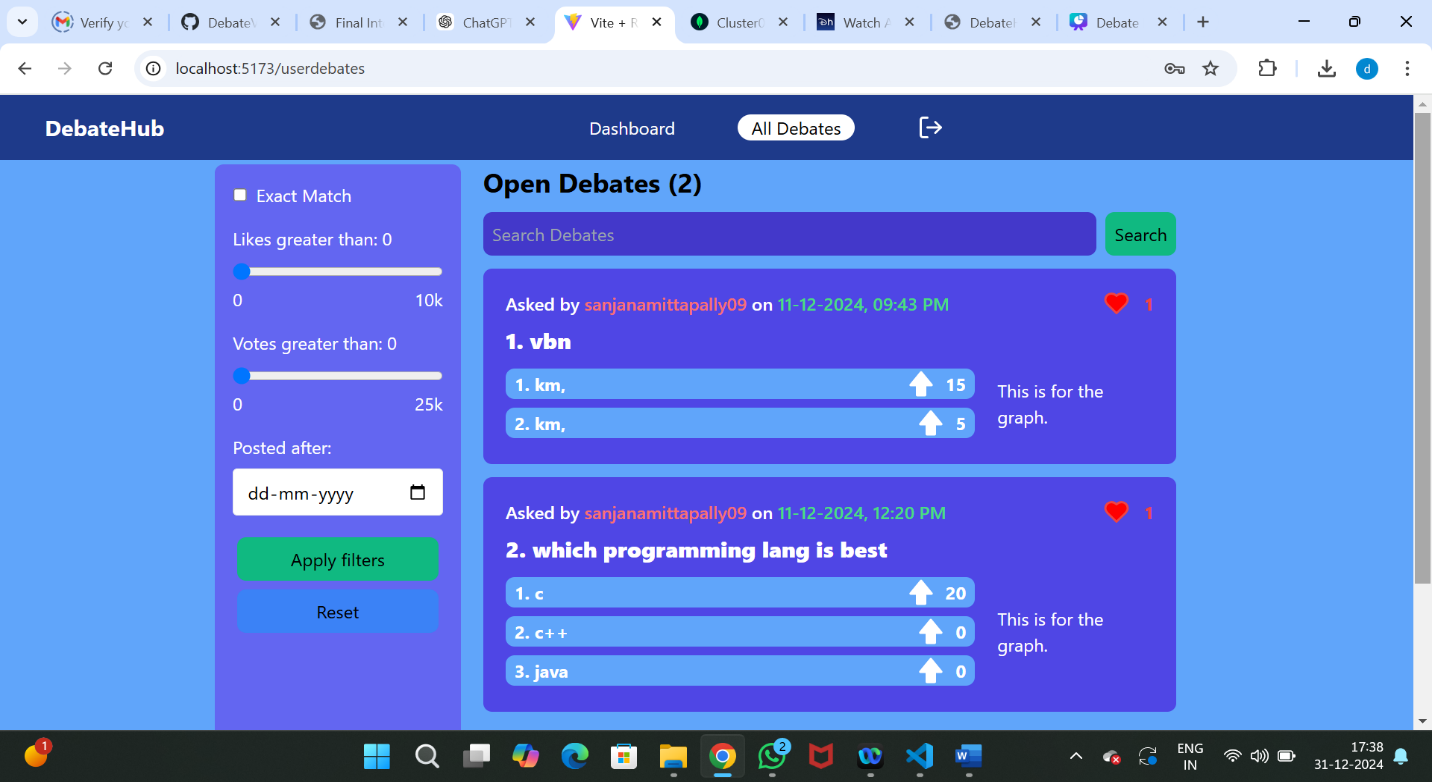 Verify yo
DebateV
Final Int
ChatGPT
Vite + R
Cluster
Watch A
DebateH
Debate
localhost:5173/userdebates
d
DebateHub
Dashboard
All Debates
Exact Match
Likes greater than: 0
0 10k
Votes greater than: 0
0 25k
Posted after:
dd-mm-yyyy
Apply filters
Reset
Open Debates (2)
Search Debates
Search
Asked by sanjanamittapally09 on 11-12-2024, 09:43 PM
1
1. vbn
1. km, 15
2. km, 5
This is for the
graph.
Asked by sanjanamittapally09 on 11-12-2024, 12:20 PM
1
2. which programming lang is best
1. c 20
2. c++ 0
3. java 0
This is for the
graph.
1
2
ENG
IN
17:38
31-12-2024